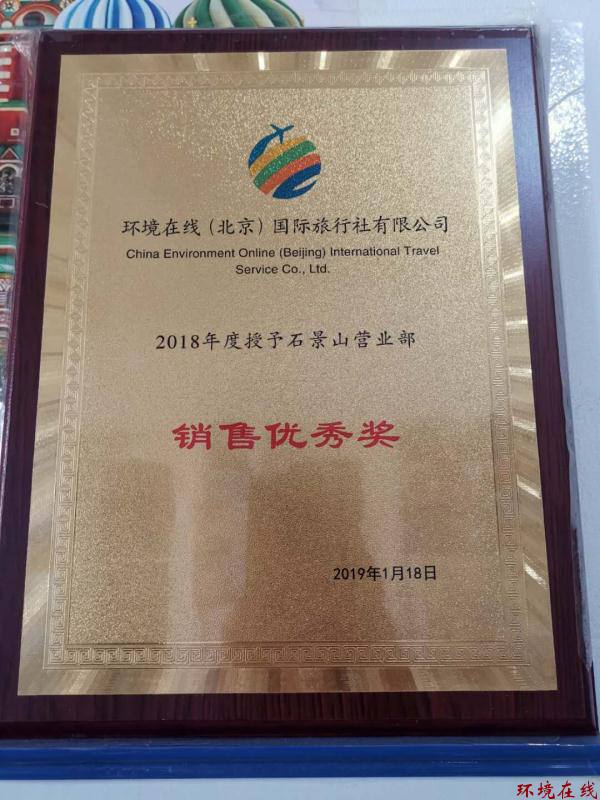 环境在线（北京）国际旅行社有限公司
China Environment Online (Beijing) International Travel
Service Co., Ltd.
2018年度授予石景山营业部
销售优秀奖
2019年1月18日
环境在线